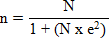 n = N
1 + (N x e²)